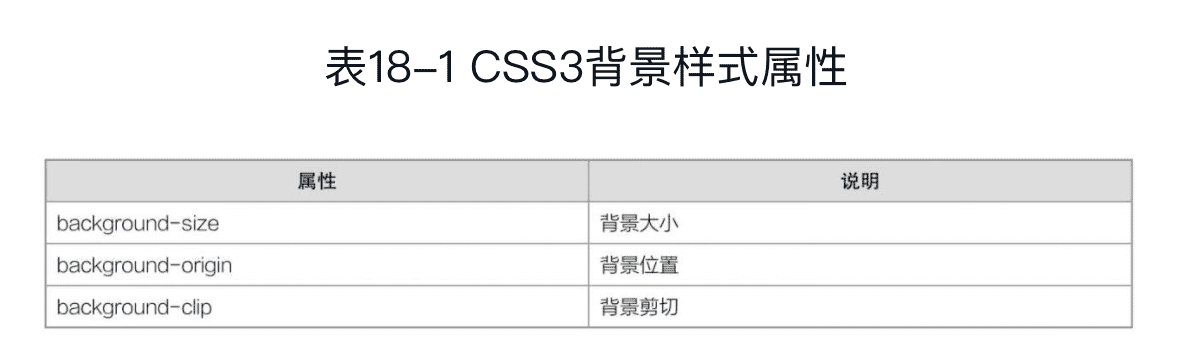 表18-1 CSS3背景样式属性
属性 说明
background-size 背景大小
background-origin 背景位置
background-clip 背景剪切